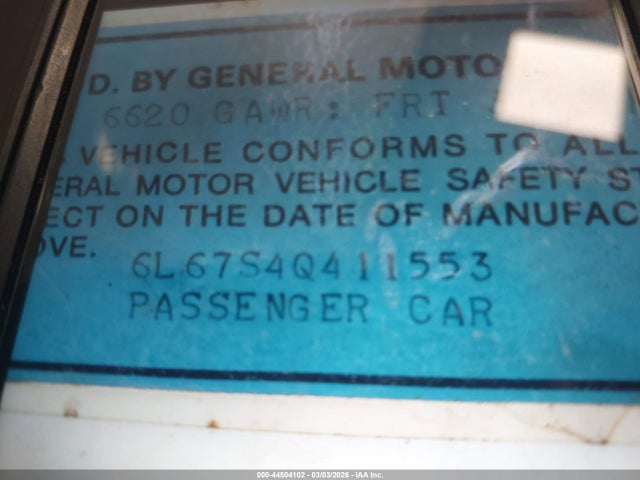 D. BY GENERAL MOTO
6620 GAWR: FRT
VEHICLE CONFORMS TO ALL
ERAL MOTOR VEHICLE SAFETY ST
ECT ON THE DATE OF MANUFAC
OVE.
6L67S4Q411553
PASSENGER CAR
000-44504102 - 03/03/2026 - IAA Inc.